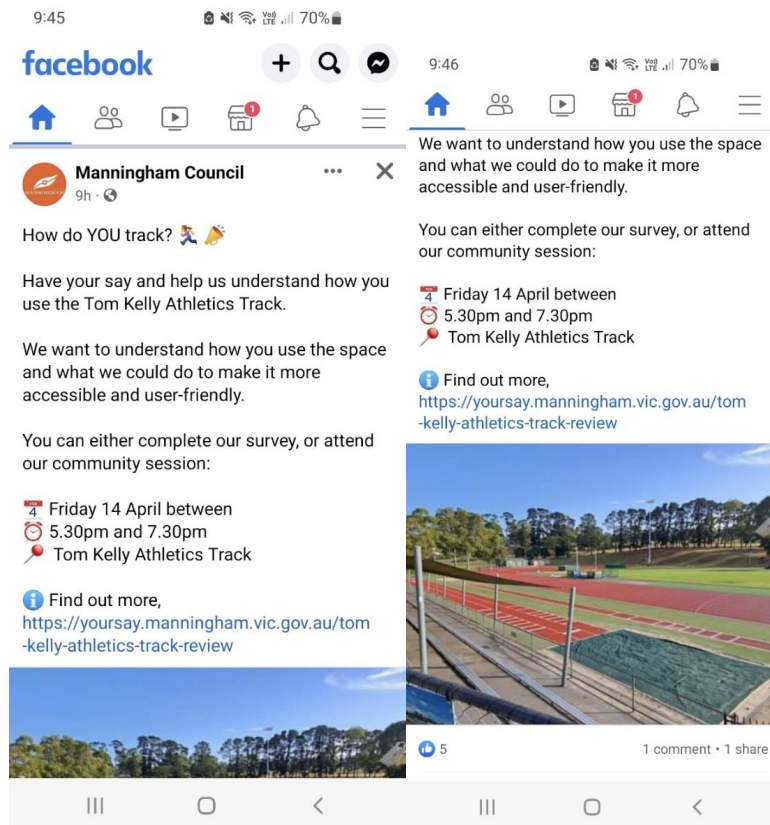 9:45
Vo))
LTE
70%
facebook
1
Manningham Council
9h
MANNINGHAM
How do YOU track?
Have your say and help us understand how you
use the Tom Kelly Athletics Track.
We want to understand how you use the space
and what we could do to make it more
accessible and user-friendly.
You can either complete our survey, or attend
our community session:
4 Friday 14 April between
5.30pm and 7.30pm
Tom Kelly Athletics Track
Find out more,
https://yoursay.manningham.vic.gov.au/tom
-kelly-athletics-track-review
9:46
Vo))
LTE
70%
1
We want to understand how you use the space
and what we could do to make it more
accessible and user-friendly.
You can either complete our survey, or attend
our community session:
4 Friday 14 April between
5.30pm and 7.30pm
Tom Kelly Athletics Track
Find out more,
https://yoursay.manningham.vic.gov.au/tom
-kelly-athletics-track-review
5
1 comment • 1 share